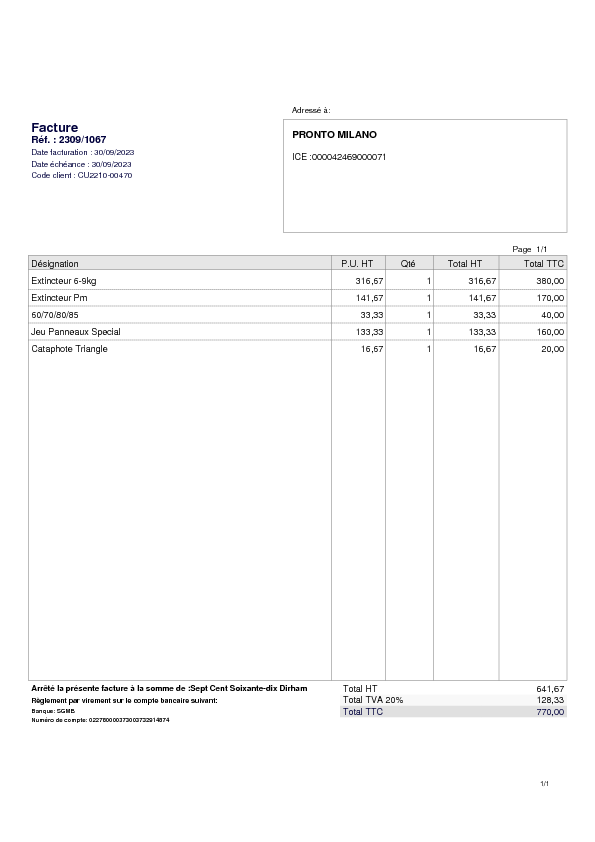 Adressé à:
Facture
Réf. : 2309/1067
Date facturation : 30/09/2023
Date échéance : 30/09/2023
Code client : CU2210-00470
PRONTO MILANO
ICE :000042469000071
Page 1/1
Désignation P.U. HT Qté Total HT Total TTC
Extincteur 6-9kg 316,67 1 316,67 380,00
Extincteur Pm 141,67 1 141,67 170,00
60/70/80/85 33,33 1 33,33 40,00
Jeu Panneaux Special 133,33 1 133,33 160,00
Cataphote Triangle 16,67 1 16,67 20,00
Arrêté la présente facture à la somme de :Sept Cent Soixante-dix Dirham
Règlement par virement sur le compte bancaire suivant:
Banque: SGMB
Numéro de compte:
Total HT 641,67
Total TVA 20% 128,33
Total TTC 770,00
1/1